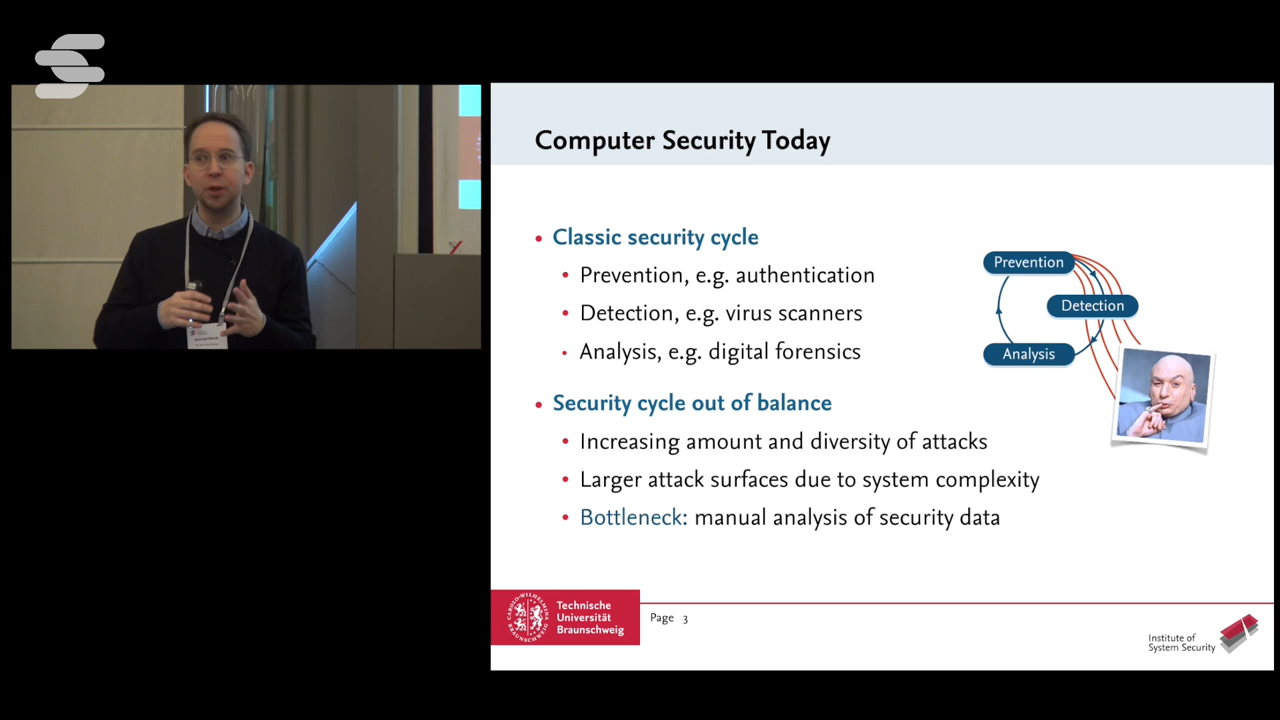 Computer Security Today
• Classic security cycle
• Prevention, e.g. authentication
• Detection, e.g. virus scanners
• Analysis, e.g. digital forensics
• Security cycle out of balance
• Increasing amount and diversity of attacks
• Larger attack surfaces due to system complexity
• Bottleneck: manual analysis of security data
Prevention
Detection
Analysis
Technische
Universität
Braunschweig
Page 3
Institute of
System Security